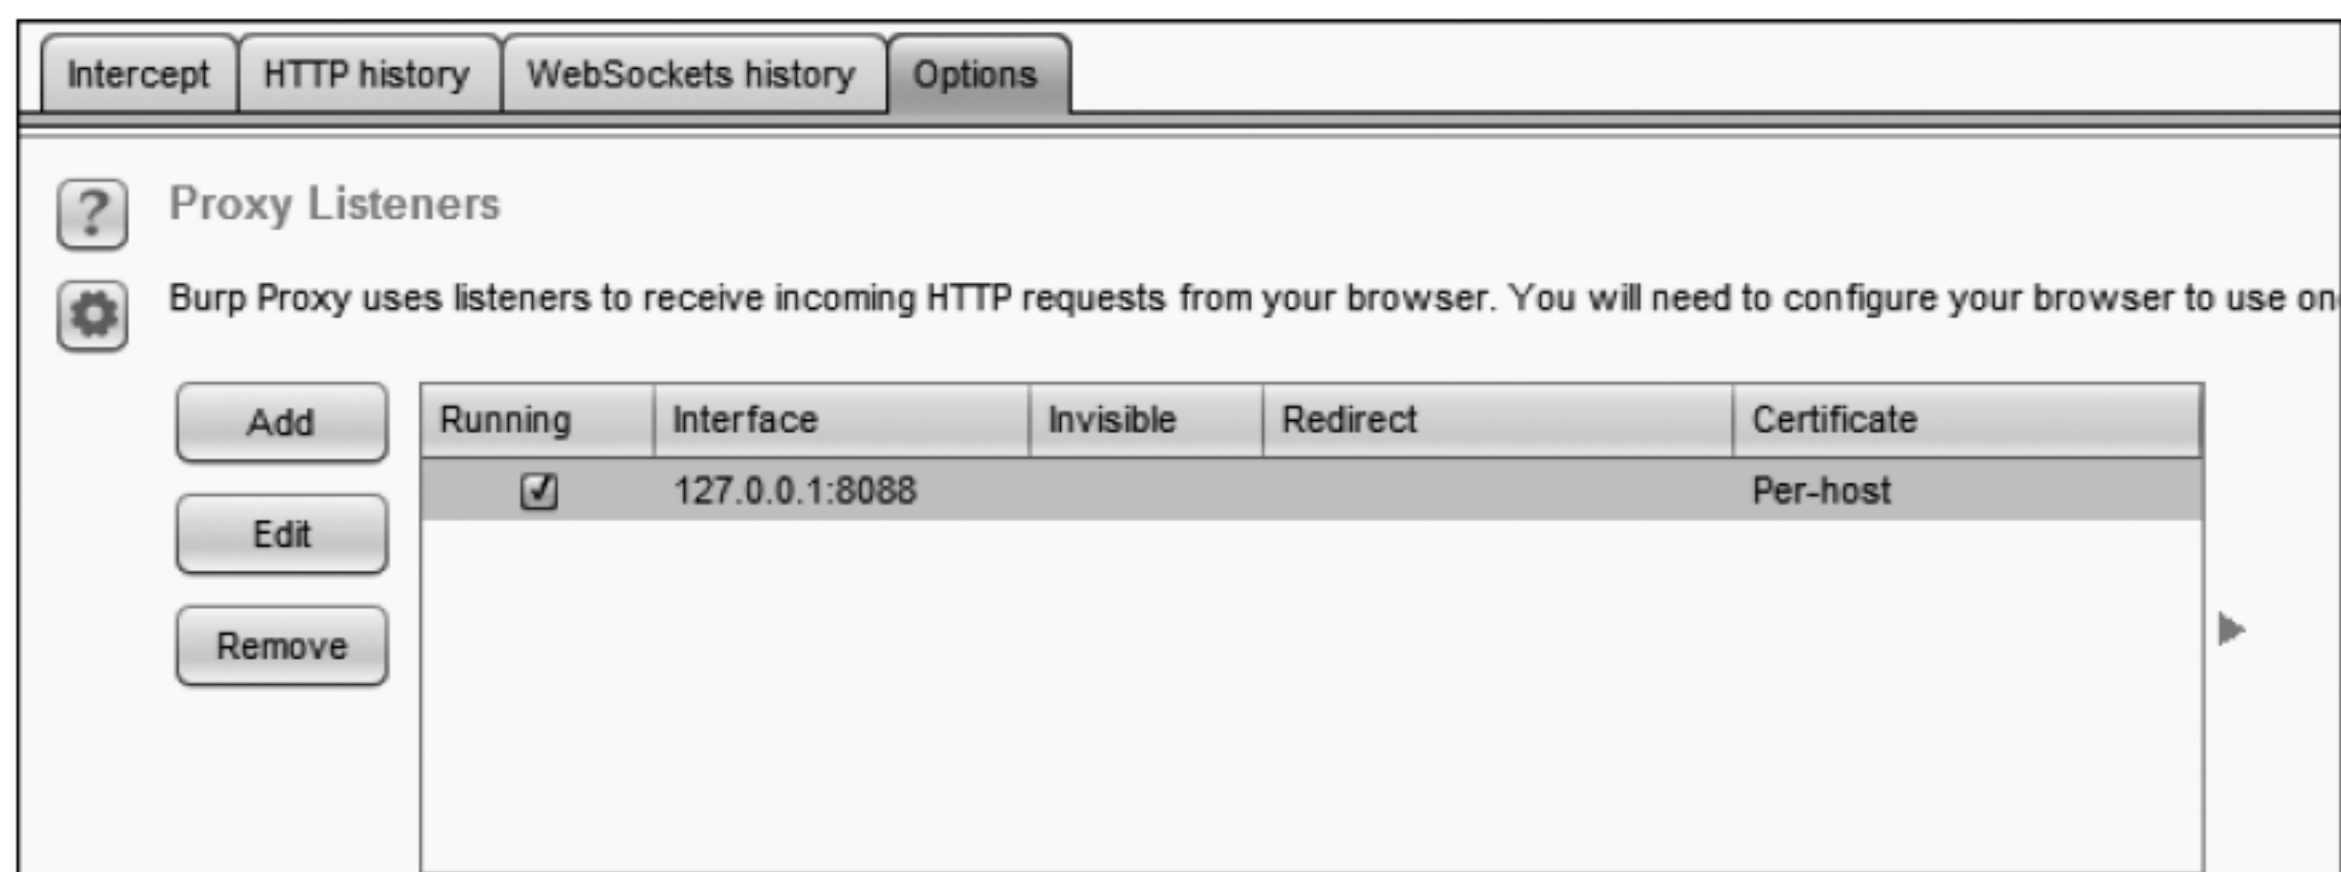 Intercept HTTP history WebSockets history Options
Proxy Listeners
Burp Proxy uses listeners to receive incoming HTTP requests from your browser. You will need to configure your browser to use
Add
Running Interface Invisible Redirect Certificate
127.0.0.1:8088 Per-host
Edit
Remove